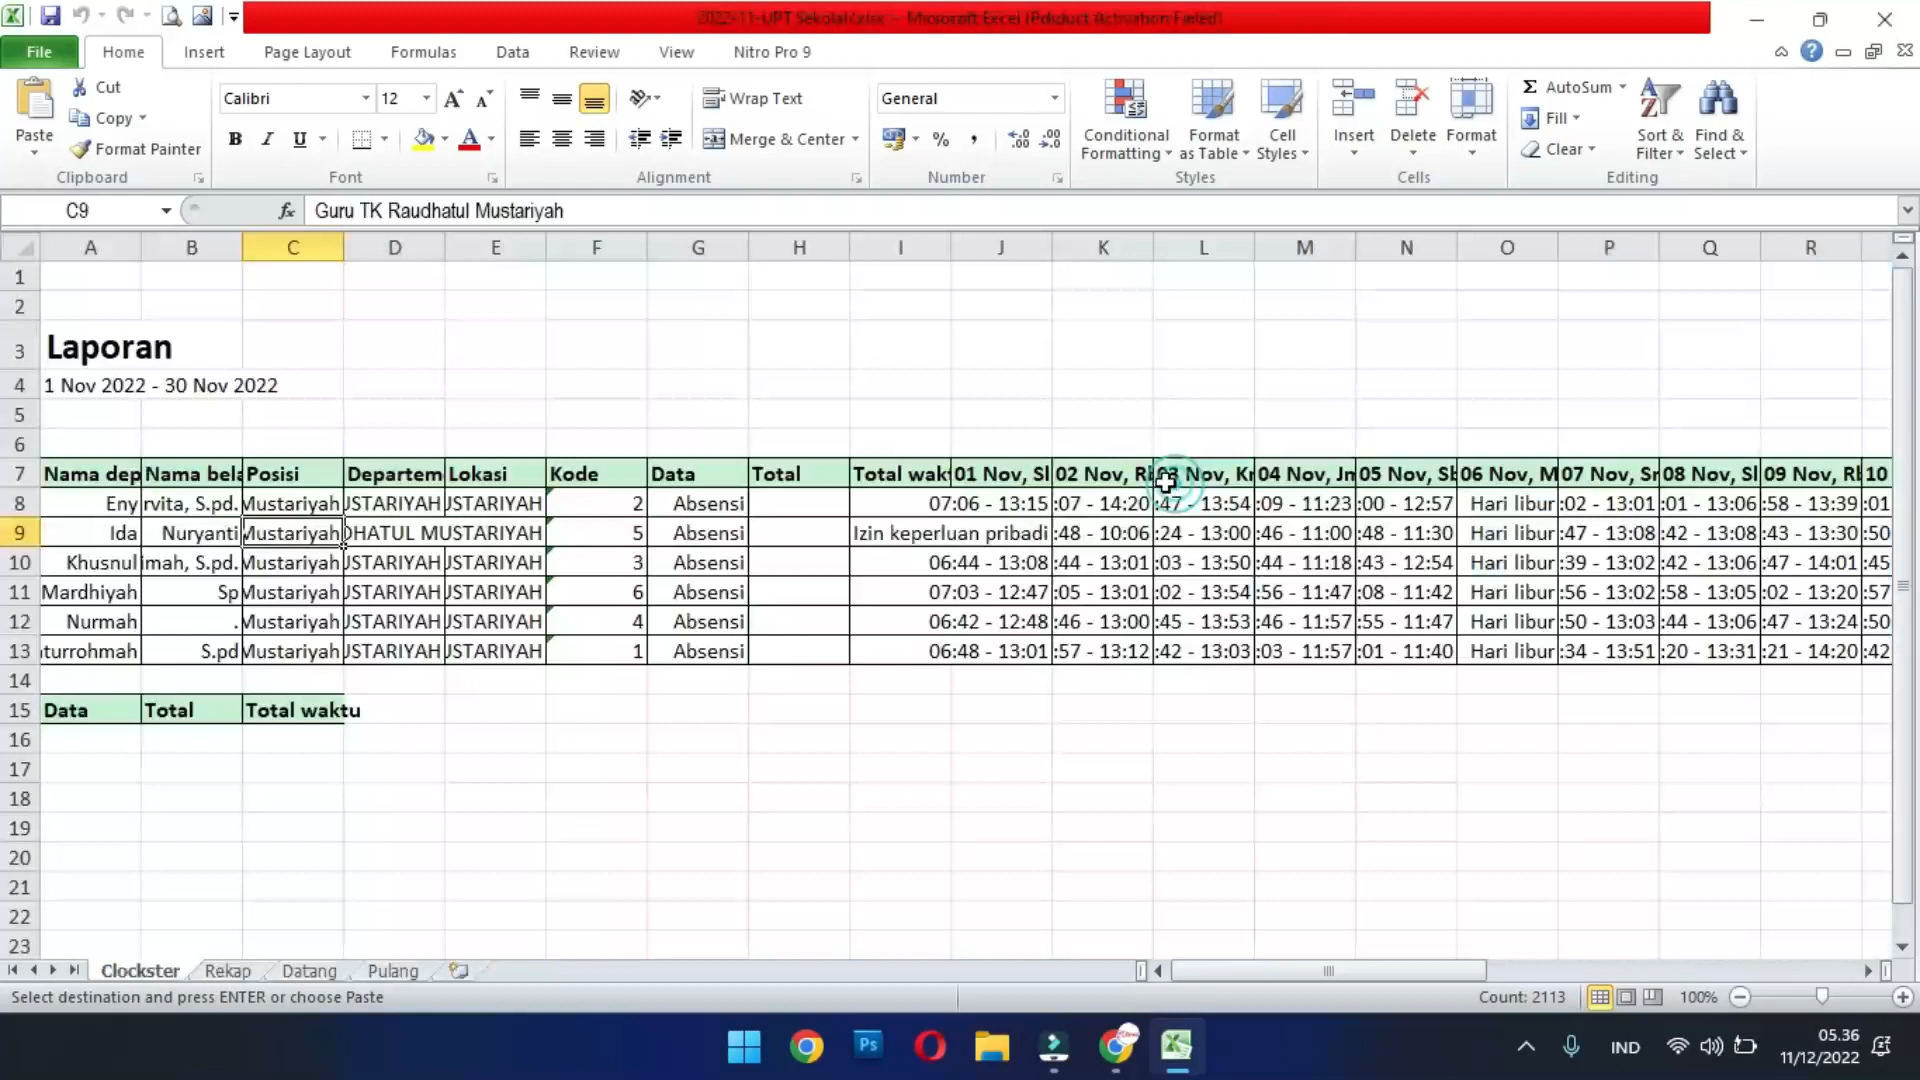 2022-11-UPT Sekolah.xlsx - Microsoft Excel (Product Activation Failed)
File Home Insert Page Layout Formulas Data Review View Nitro Pro 9
Cut
Copy
Format Painter
Paste
Clipboard
Calibri 12
B I U
Font
Wrap Text
Merge & Center
Alignment
General
%
Number
Conditional Formatting
Format as Table
Cell Styles
Styles
Insert
Delete
Format
Cells
AutoSum
Fill
Clear
Sort & Filter
Find & Select
Editing
C9 fx Guru TK Raudhatul Mustariyah
A B C D E F G H I J K L M N O P Q R
1
2
3 Laporan
4 1 Nov 2022 - 30 Nov 2022
5
6
7 Nama dep Nama bela Posisi Departem Lokasi Kode Data Total Total wakt 01 Nov, Sl 02 Nov, R 03 Nov, Kr 04 Nov, Jn 05 Nov, Sb 06 Nov, M 07 Nov, Sr 08 Nov, Sl 09 Nov, Rb 10
8 Eny rvita, S.pd. Mustariyah USTARIYAH USTARIYAH 2 Absensi 07:06 - 13:15 :07 - 14:20 :47 - 13:54 :09 - 11:23 :00 - 12:57 Hari libur :02 - 13:01 :01 - 13:06 :58 - 13:39 :01
9 Ida Nuryanti Mustariyah DHATUL MUSTARIYAH 5 Absensi Izin keperluan pribadi :48 - 10:06 :24 - 13:00 :46 - 11:00 :48 - 11:30 Hari libur :47 - 13:08 :42 - 13:08 :43 - 13:30 :50
10 Khusnul imah, S.pd. Mustariyah USTARIYAH USTARIYAH 3 Absensi 06:44 - 13:08 :44 - 13:01 :03 - 13:50 :44 - 11:18 :43 - 12:54 Hari libur :39 - 13:02 :42 - 13:06 :47 - 14:01 :45
11 Mardhiyah Sp Mustariyah USTARIYAH USTARIYAH 6 Absensi 07:03 - 12:47 :05 - 13:01 :02 - 13:54 :56 - 11:47 :08 - 11:42 Hari libur :56 - 13:02 :58 - 13:05 :02 - 13:20 :57
12 Nurmah . Mustariyah USTARIYAH USTARIYAH 4 Absensi 06:42 - 12:48 :46 - 13:00 :45 - 13:53 :46 - 11:57 :55 - 11:47 Hari libur :50 - 13:03 :44 - 13:06 :47 - 13:24 :50
13 turrohmah S.pd Mustariyah USTARIYAH USTARIYAH 1 Absensi 06:48 - 13:01 :57 - 13:12 :42 - 13:03 :03 - 11:57 :01 - 11:40 Hari libur :34 - 13:51 :20 - 13:31 :21 - 14:20 :42
14
15 Data Total Total waktu
16
17
18
19
20
21
22
23
Clockster Rekap Datang Pulang
Select destination and press ENTER or choose Paste Count: 2113 100%
Ps IND 05.36
11/12/2022